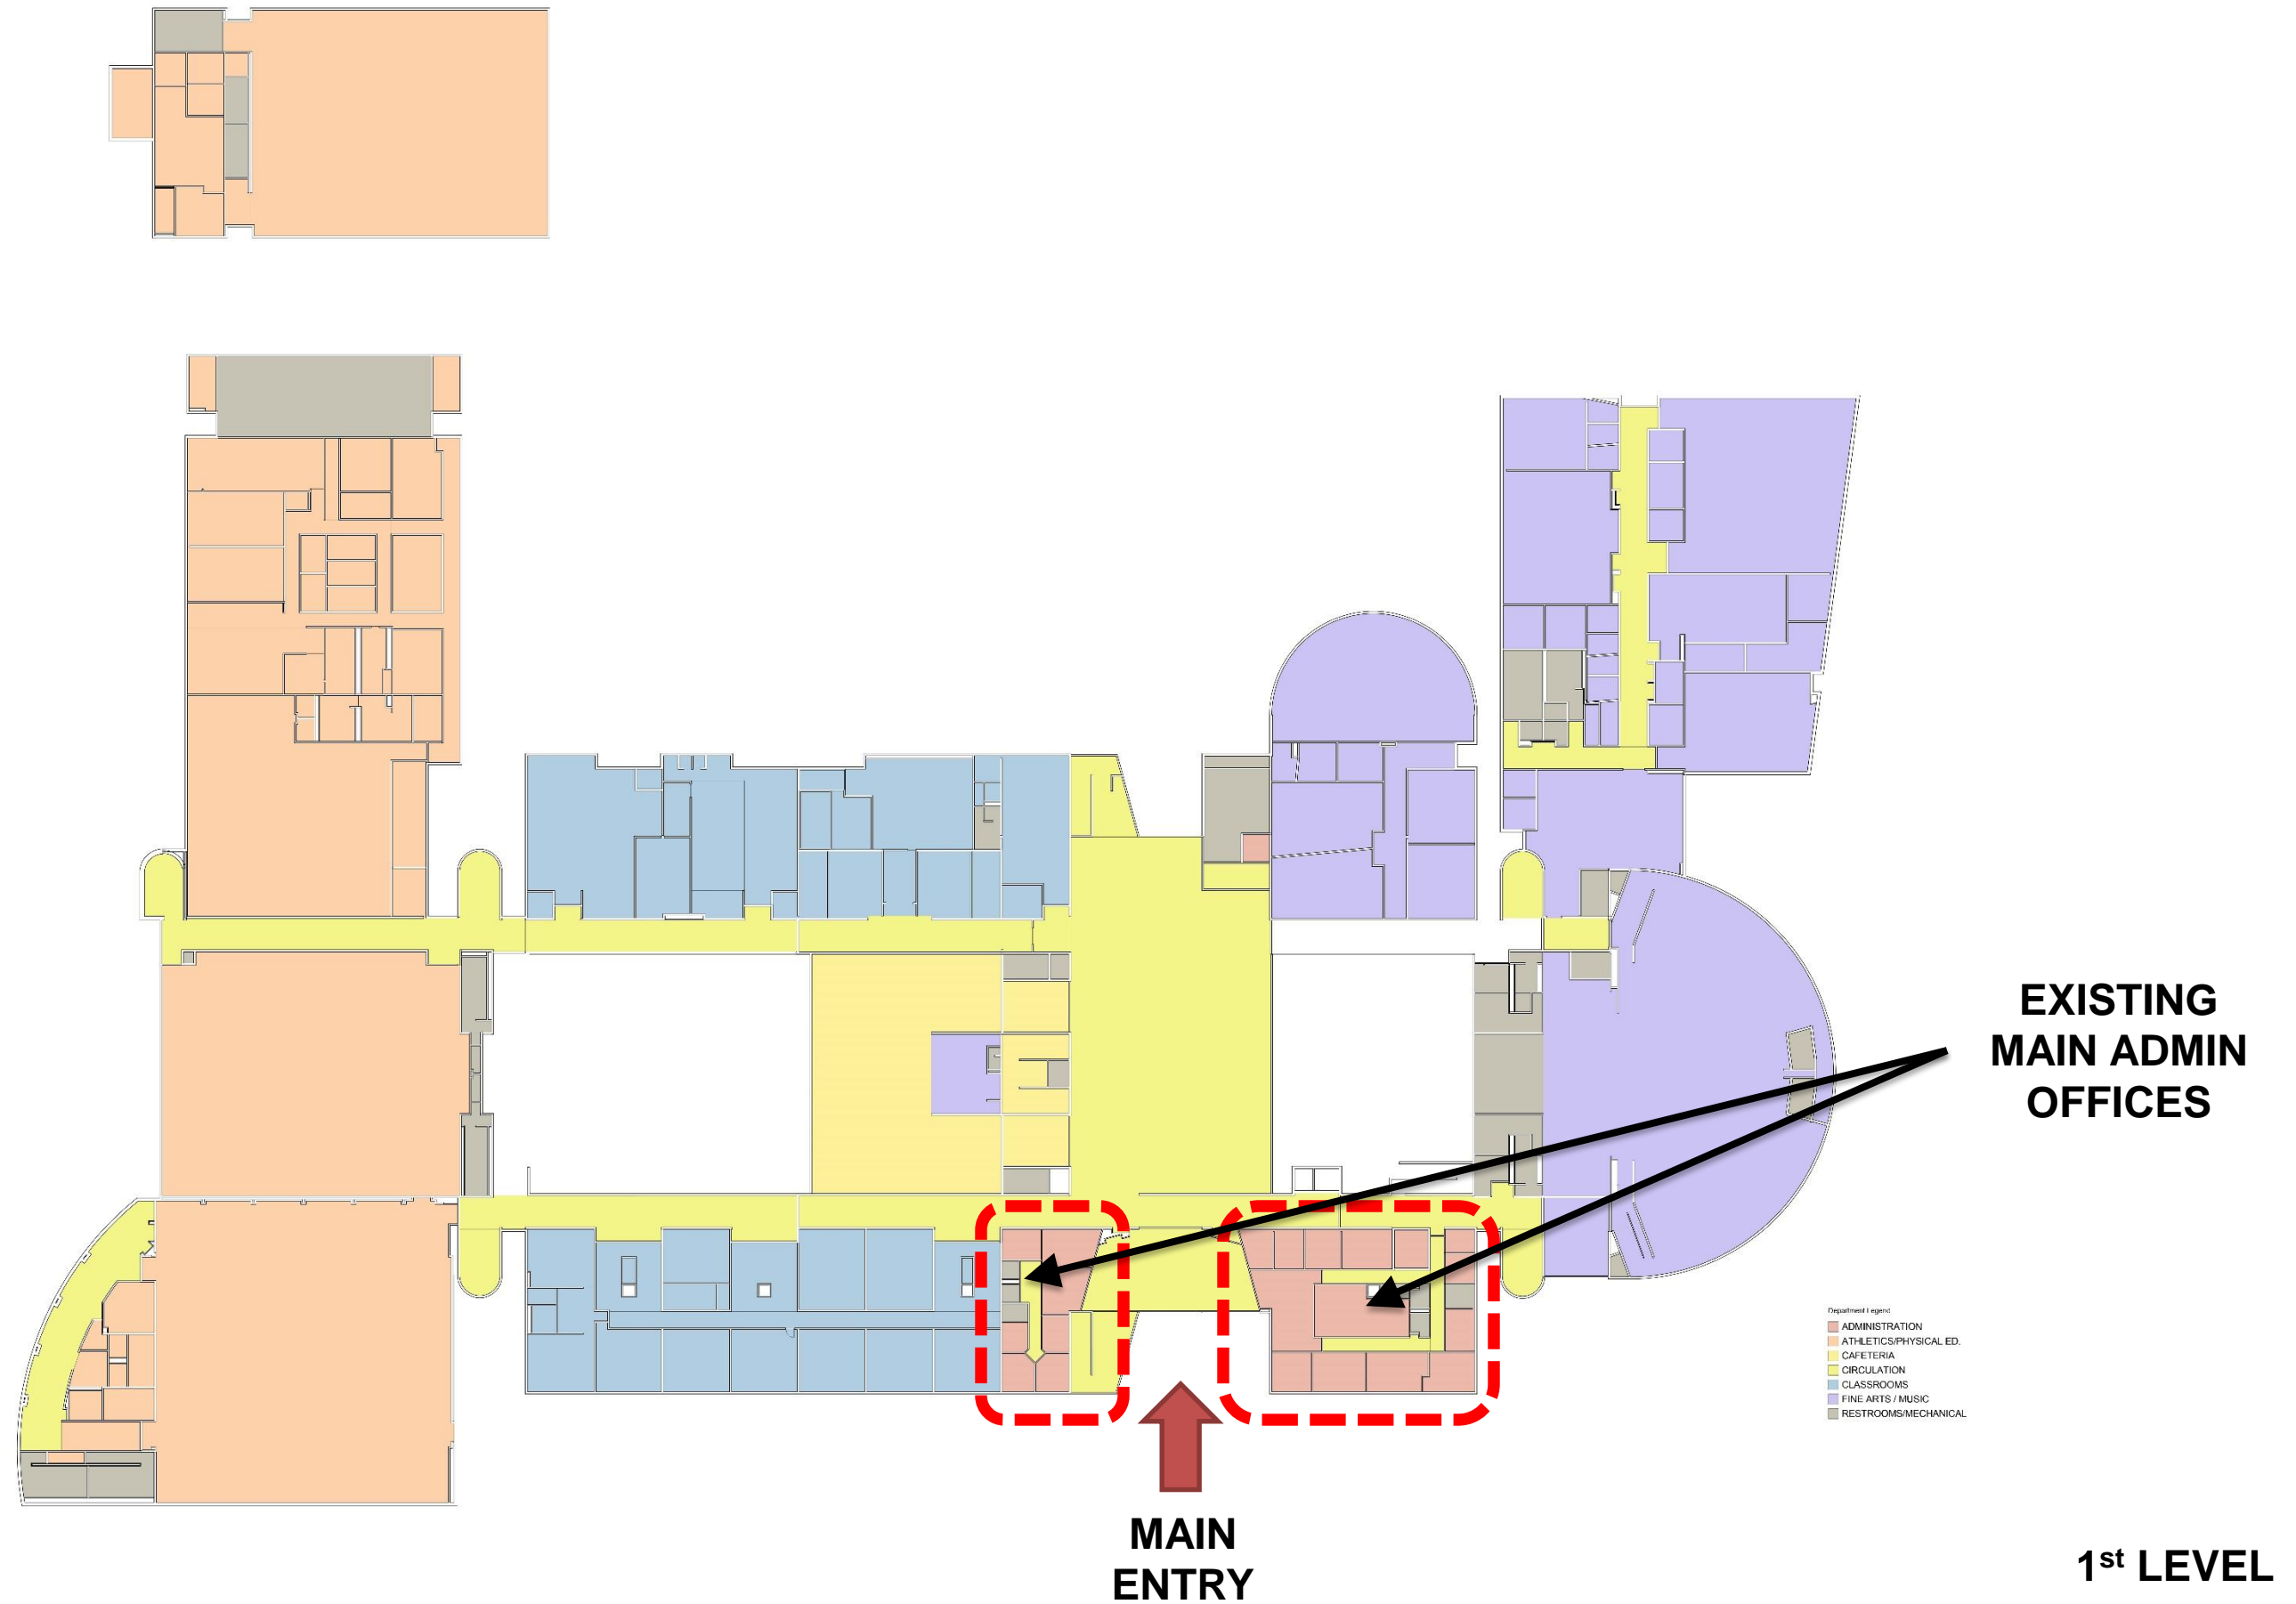 EXISTING
MAIN ADMIN
OFFICES
Department Legend
ADMINISTRATION
ATHLETICS/PHYSICAL ED.
CAFETERIA
CIRCULATION
CLASSROOMS
FINE ARTS / MUSIC
RESTROOMS/MECHANICAL
MAIN
ENTRY
1st LEVEL